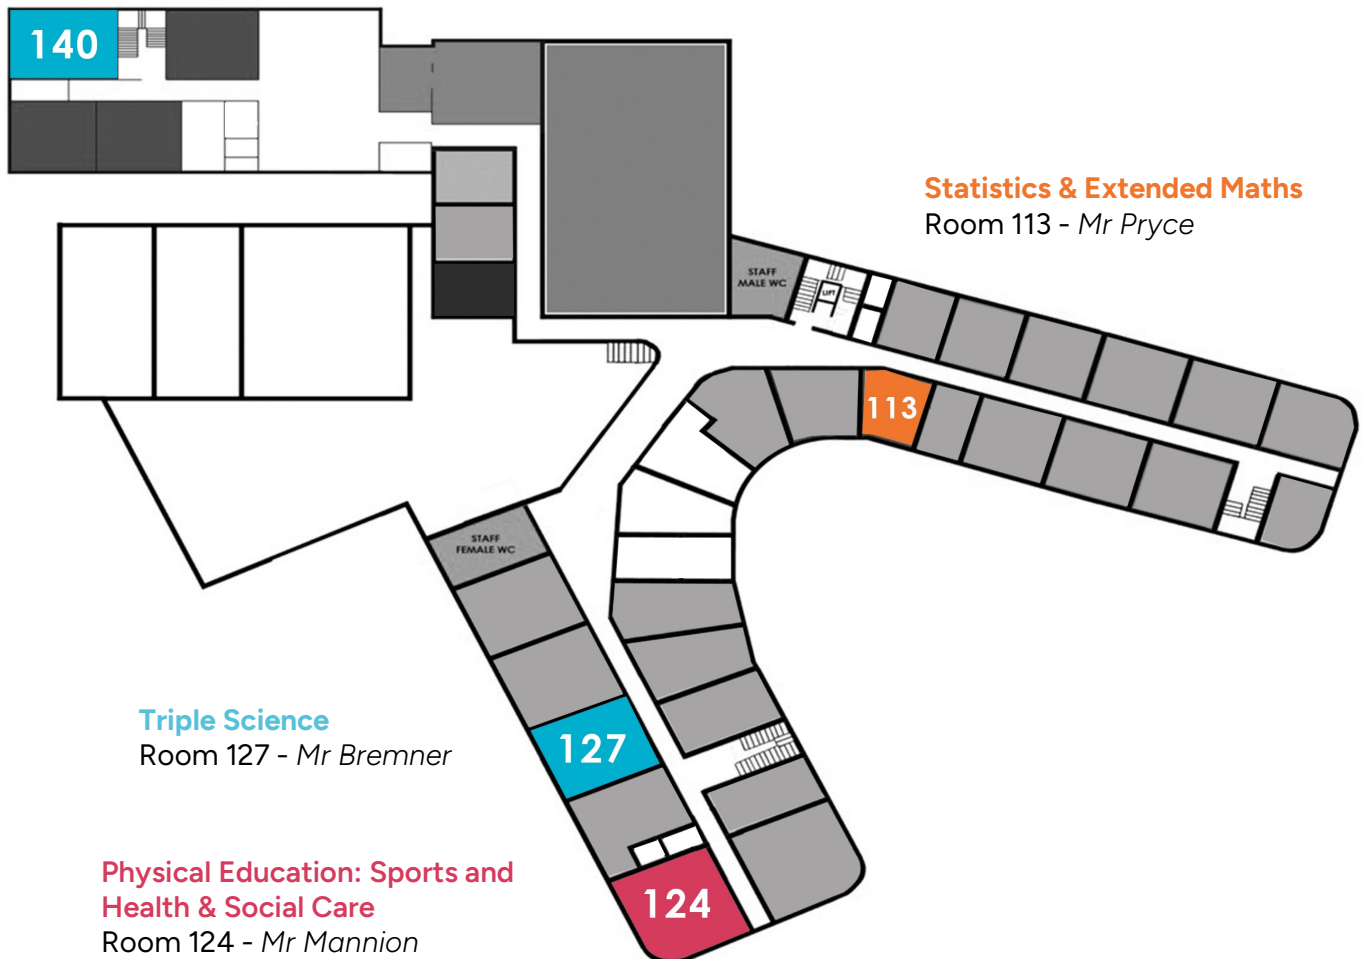 140
Statistics & Extended Maths
Room 113 - Mr Pryce
STAFF
MALE WC
LIFT
113
STAFF
FEMALE WC
Triple Science
Room 127 - Mr Bremner
127
Physical Education: Sports and
Health & Social Care
Room 124 - Mr Mannion
124